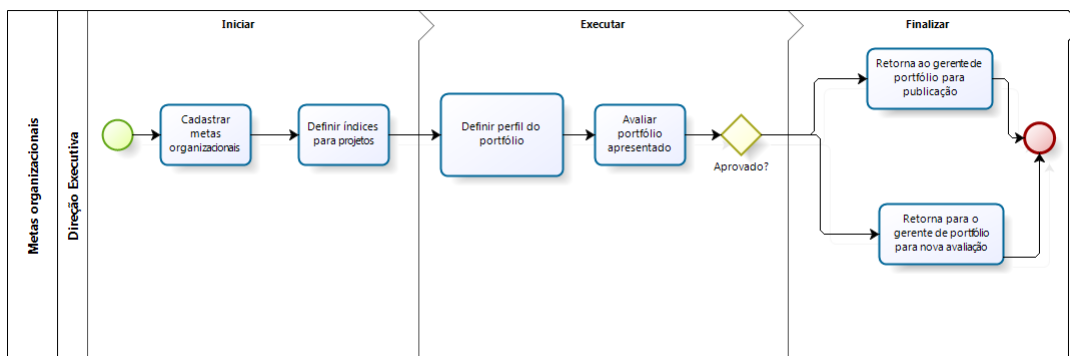 Metas organizacionais
Direção Executiva
Iniciar
Executar
Finalizar
Cadastrar
metas
organizacionais
Definir índices
para projetos
Definir perfil do
portfólio
Avaliar
portfólio
apresentado
Aprovado?
Retorna ao gerente de
portfólio para
publicação
Retorna para o
gerente de portfólio
para nova avaliação